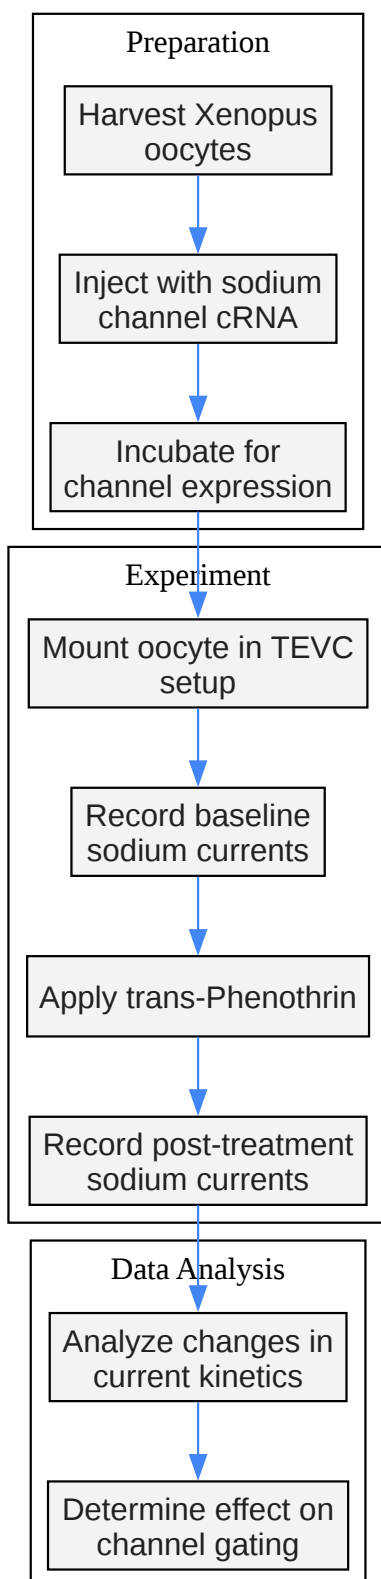 Preparation
Harvest Xenopus
oocytes
Inject with sodium
channel cRNA
Incubate for
channel expression
Experiment
Mount oocyte in TEVC
setup
Record baseline
sodium currents
Apply trans-Phenothrin
Record post-treatment
sodium currents
Data Analysis
Analyze changes in
current kinetics
Determine effect on
channel gating